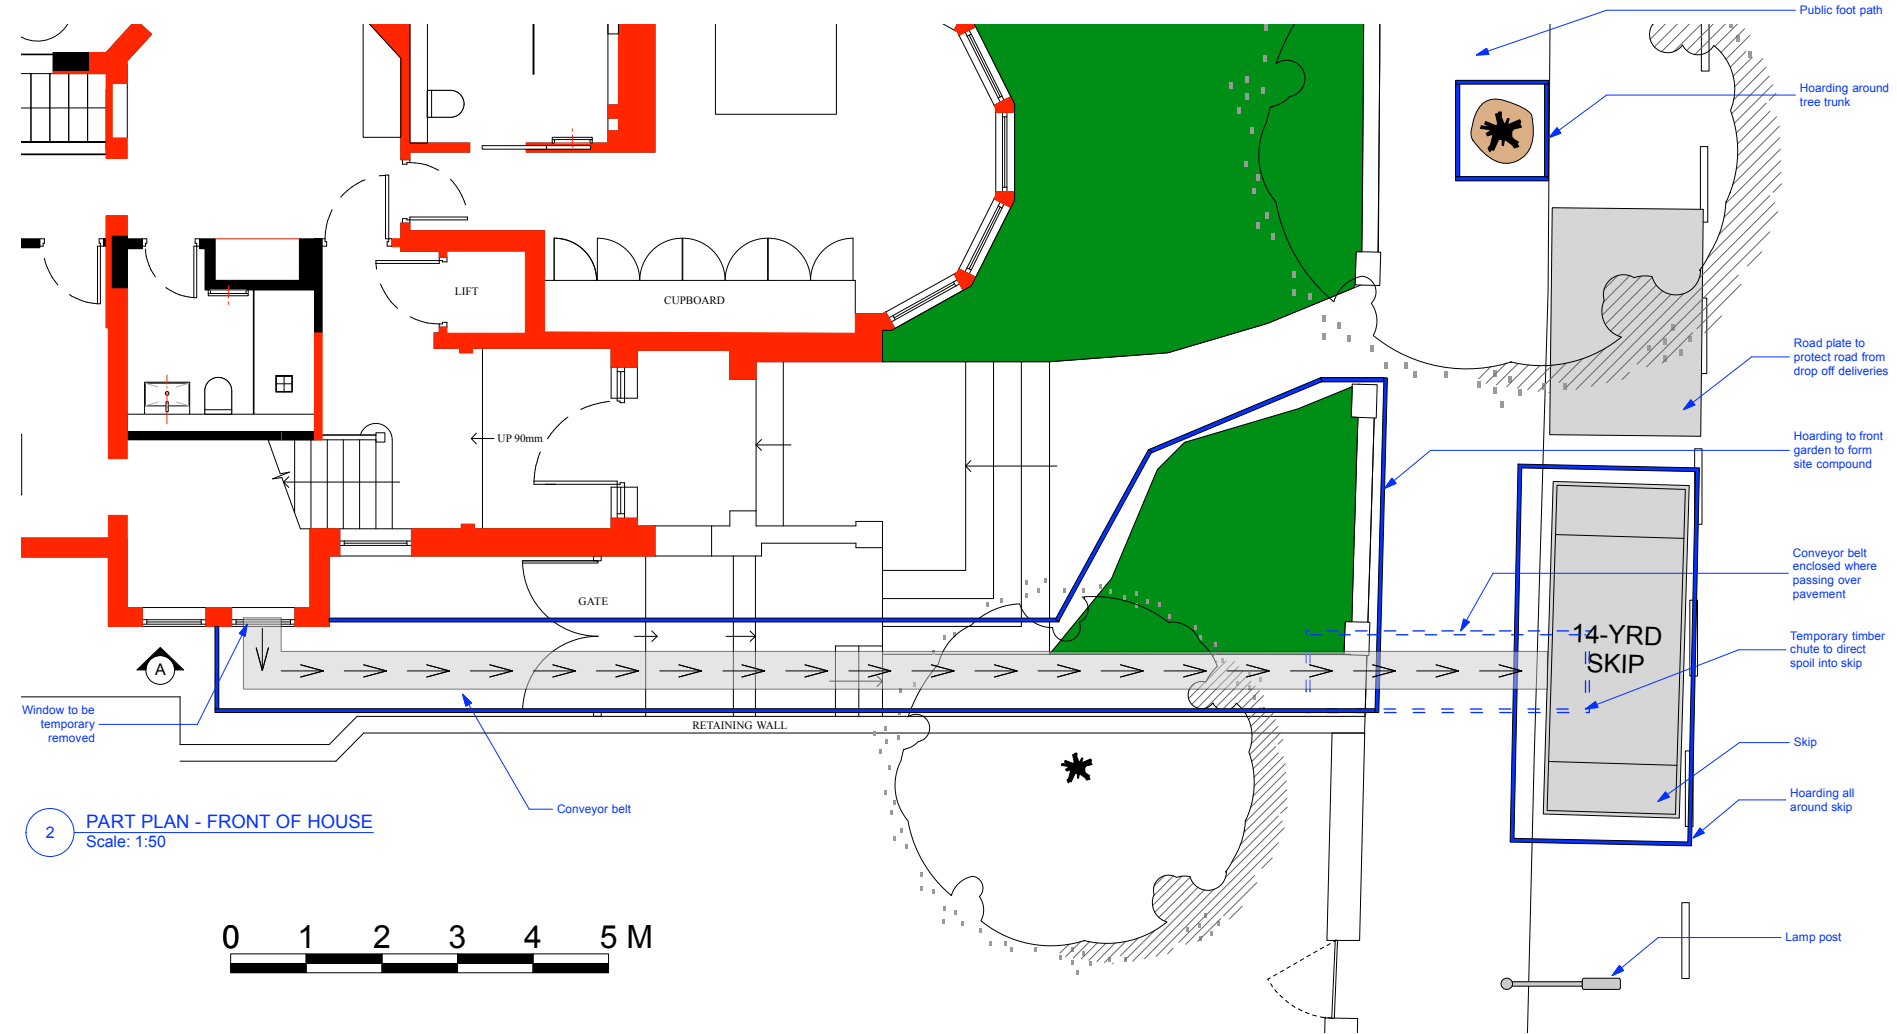 Public foot path
Hoarding around
tree trunk
LIFT
CUPBOARD
Road plate to
protect road from
drop off deliveries
UP 90mm
Hoarding to front
garden to form
site compound
Conveyor belt
enclosed where
passing over
pavement
GATE
14-YRD
SKIP
Temporary timber
chute to direct
spoil into skip
A
Window to be
temporary
removed
RETAINING WALL
Skip
Conveyor belt
Hoarding all
around skip
2
PART PLAN - FRONT OF HOUSE
Scale: 1:50
0 1 2 3 4 5 M
Lamp post